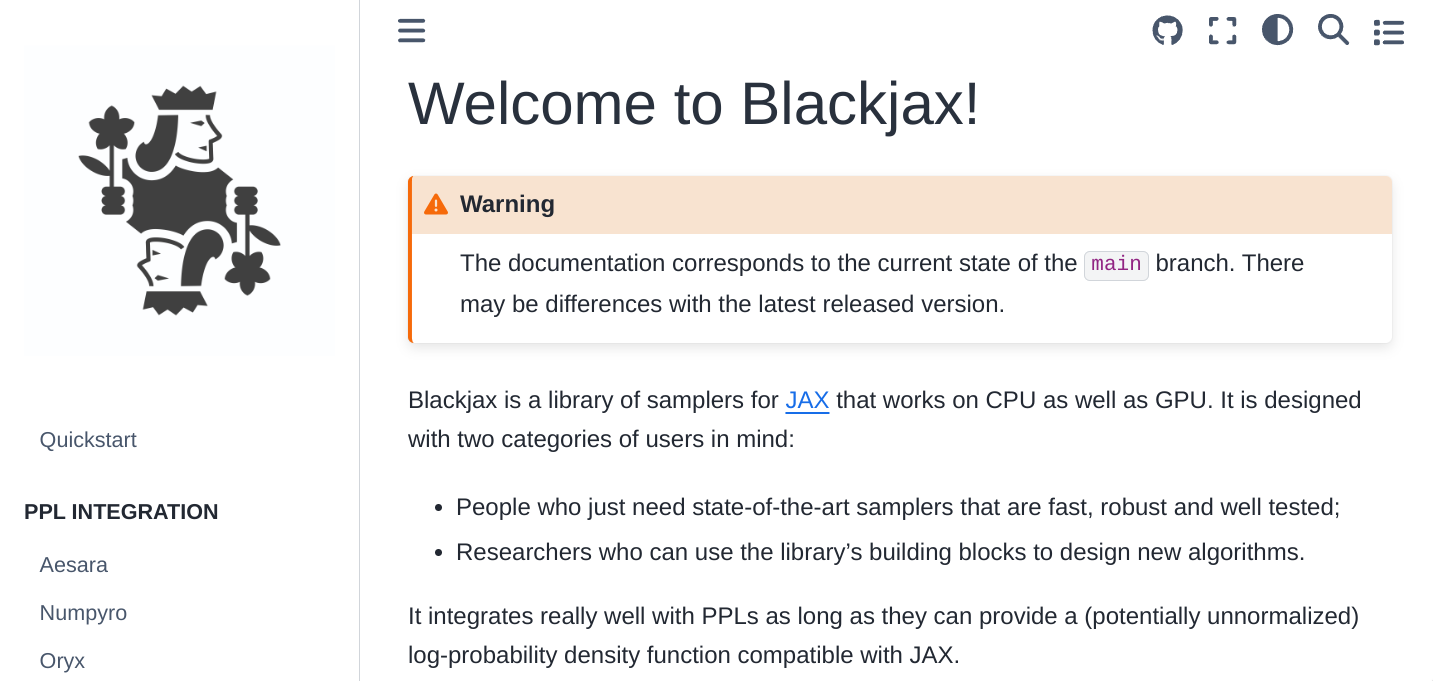 Quickstart
PPL INTEGRATION
Aesara
Numpyro
Oryx
Welcome to Blackjax!
Warning
The documentation corresponds to the current state of the main branch. There
may be differences with the latest released version.
Blackjax is a library of samplers for JAX that works on CPU as well as GPU. It is designed
with two categories of users in mind:
• People who just need state-of-the-art samplers that are fast, robust and well tested;
• Researchers who can use the library’s building blocks to design new algorithms.
It integrates really well with PPLs as long as they can provide a (potentially unnormalized)
log-probability density function compatible with JAX.